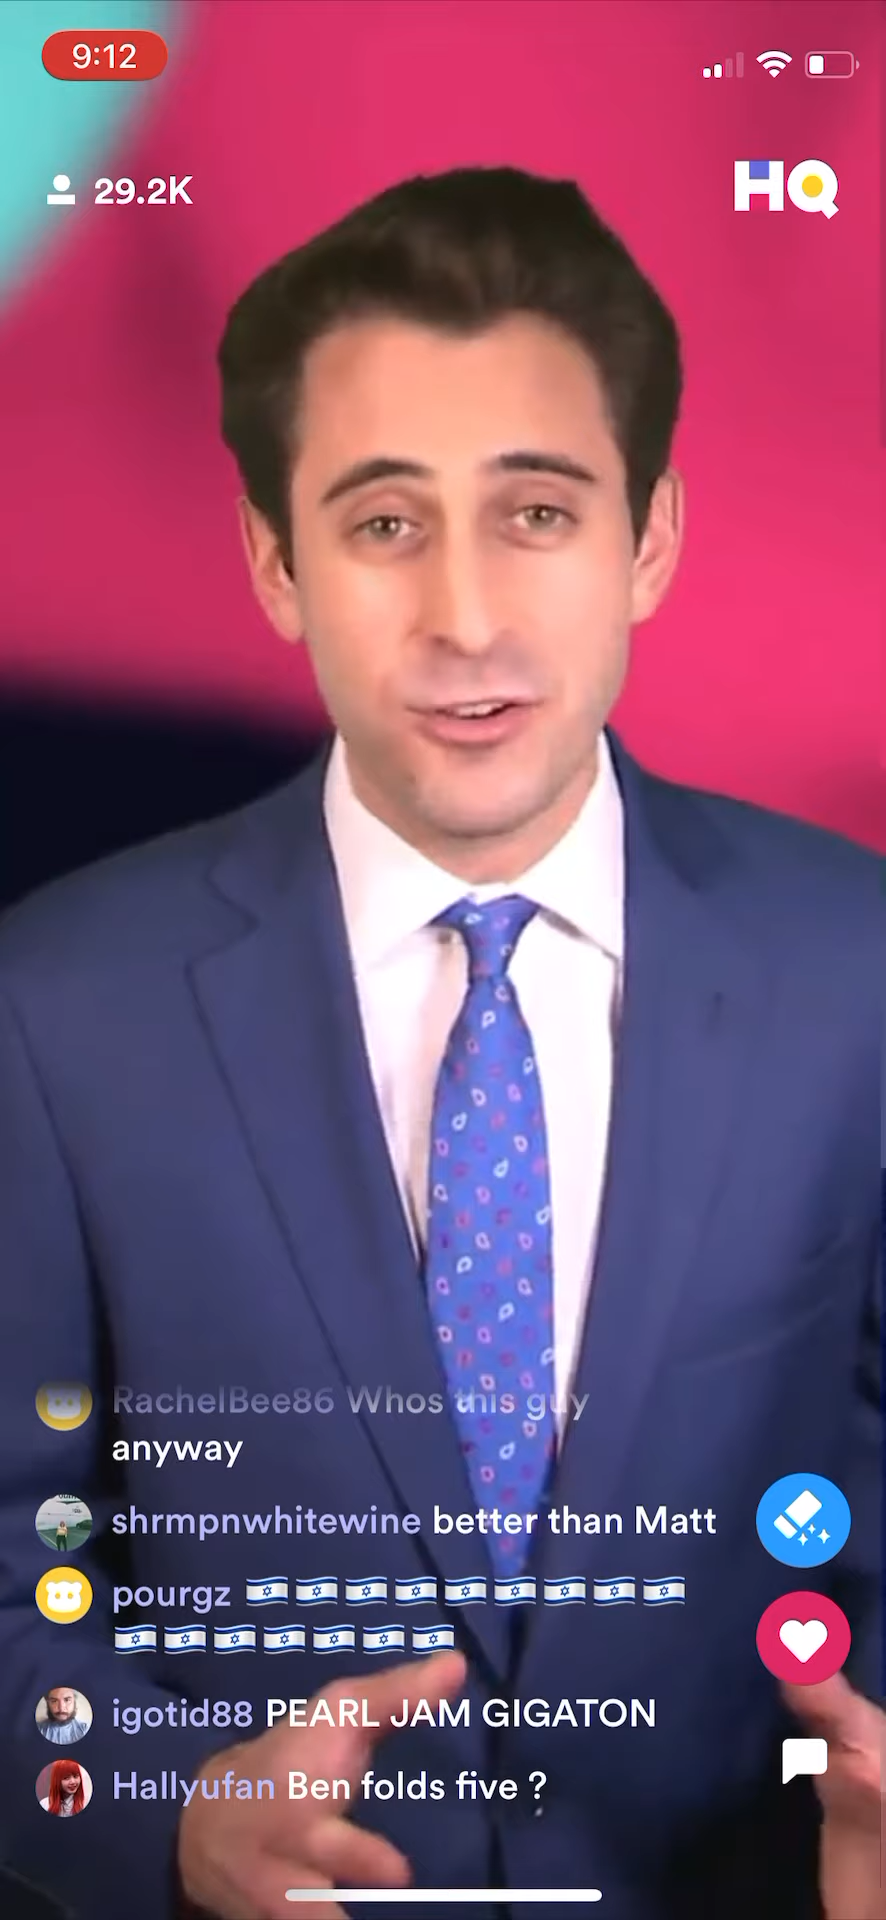 9:12
29.2K
HQ
RachelBee86 Whos this guy
anyway
shrmpnwhitewine better than Matt
pourgz 🇮🇱🇮🇱🇮🇱🇮🇱🇮🇱🇮🇱🇮🇱🇮🇱🇮🇱
🇮🇱🇮🇱🇮🇱🇮🇱🇮🇱🇮🇱🇮🇱
igotid88 PEARL JAM GIGATON
Hallyufan Ben folds five ?